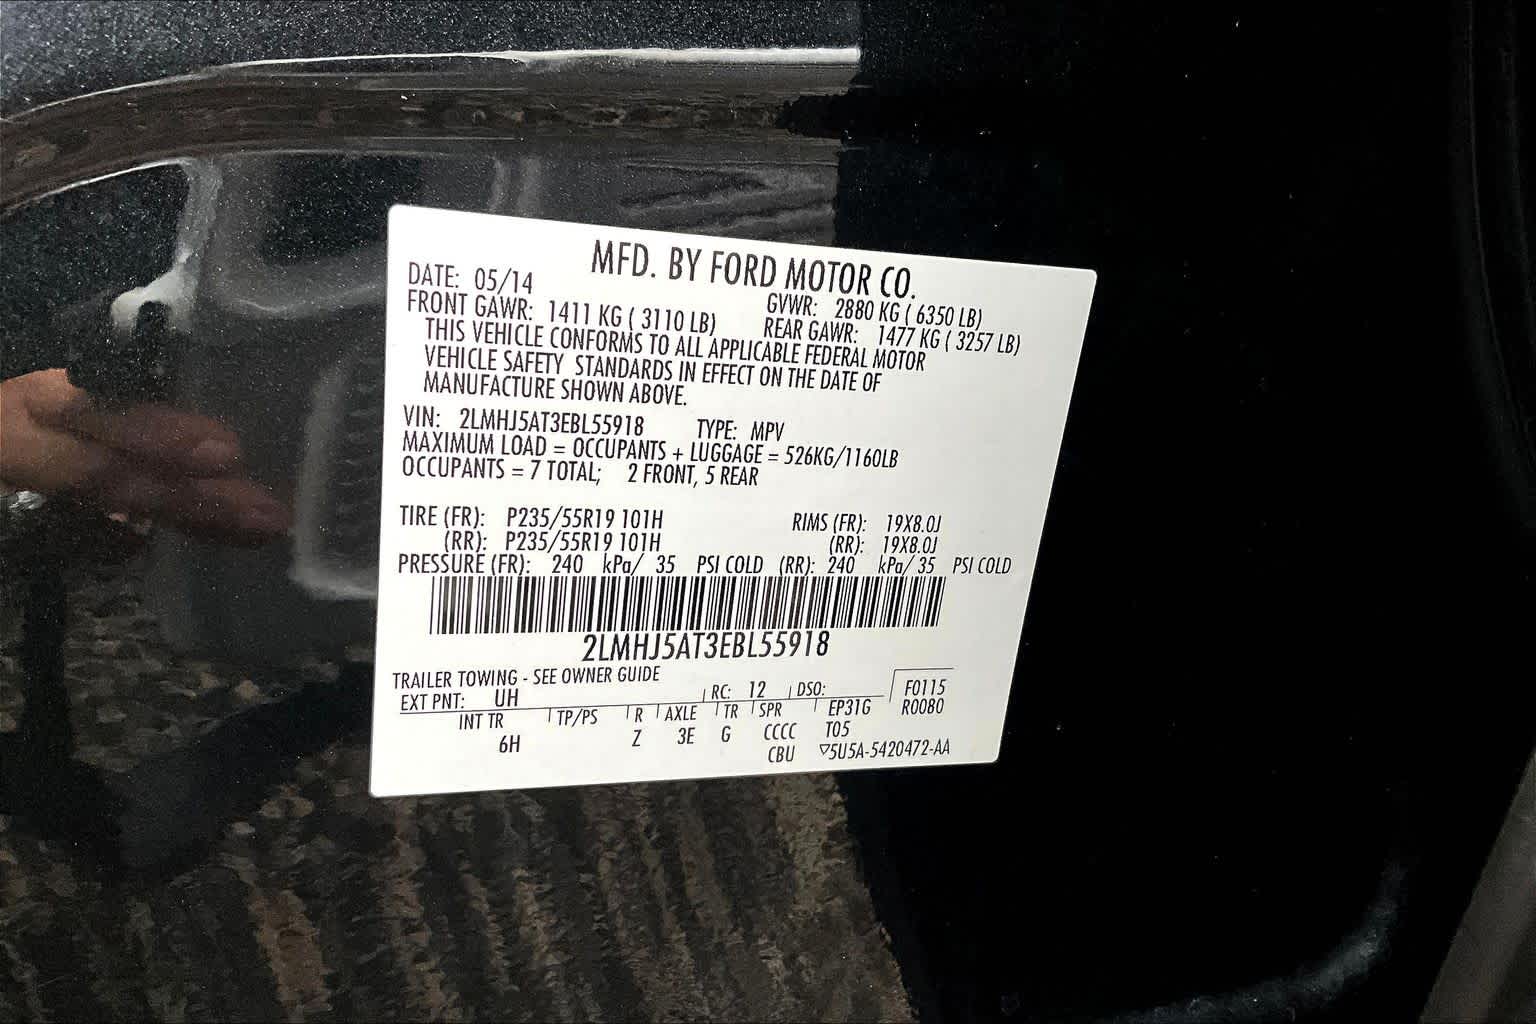 MFD. BY FORD MOTOR CO.
DATE: 05/14 GVWR: 2880 KG ( 6350 LB)
FRONT GAWR: 1411 KG ( 3110 LB) REAR GAWR: 1477 KG ( 3257 LB)
THIS VEHICLE CONFORMS TO ALL APPLICABLE FEDERAL MOTOR
VEHICLE SAFETY STANDARDS IN EFFECT ON THE DATE OF
MANUFACTURE SHOWN ABOVE.
VIN: 2LMHJ5AT3EBL55918 TYPE: MPV
MAXIMUM LOAD = OCCUPANTS + LUGGAGE = 526KG/1160LB
OCCUPANTS = 7 TOTAL; 2 FRONT, 5 REAR
TIRE (FR): P235/55R19 101H RIMS (FR): 19X8.0J
(RR): P235/55R19 101H (RR): 19X8.0J
PRESSURE (FR): 240 kPa/ 35 PSI COLD (RR): 240 kPa/ 35 PSI COLD
2LMHJ5AT3EBL55918
TRAILER TOWING - SEE OWNER GUIDE
EXT PNT: UH RC: 12 DSO: F0115
R0080
INT TR TP/PS R AXLE TR SPR EP31G
6H Z 3E G CCCC T05
CBU ▽5U5A-5420472-AA